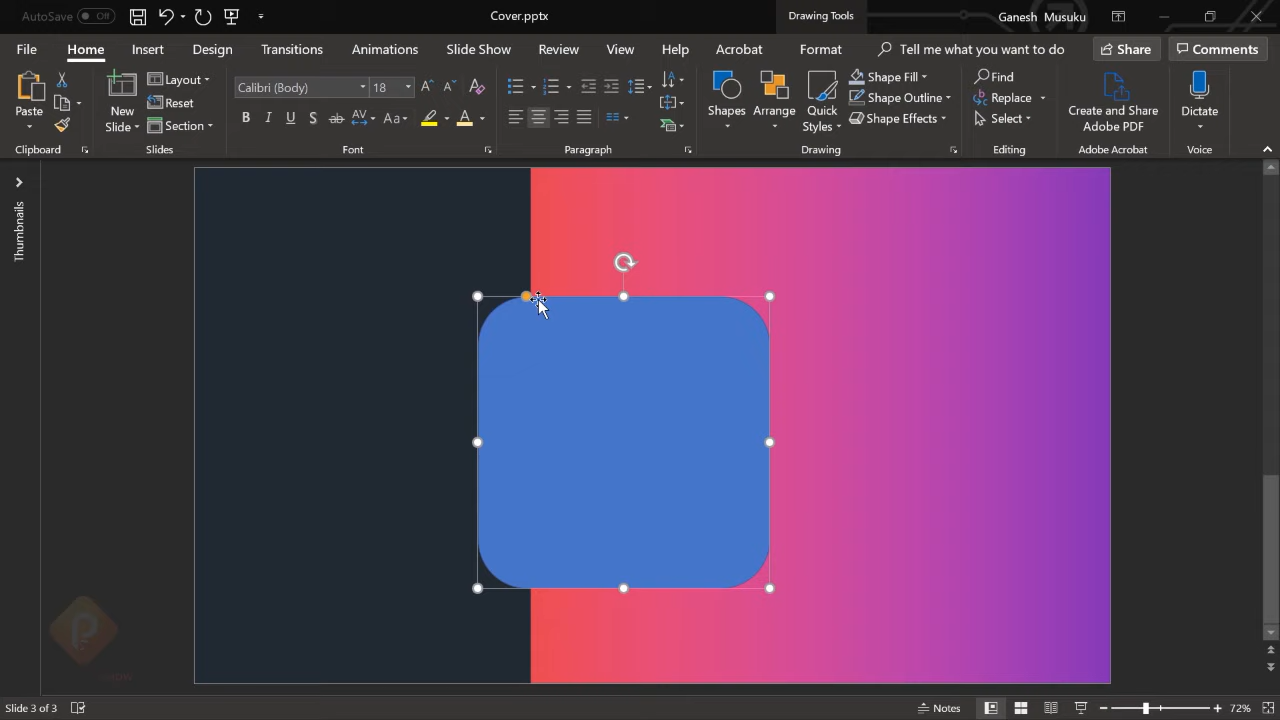 AutoSave Off
Cover.pptx
Drawing Tools
Ganesh Musuku
File Home Insert Design Transitions Animations Slide Show Review View Help Acrobat Format Tell me what you want to do Share Comments
Paste
Clipboard
New
Slide
Layout
Reset
Section
Slides
Calibri (Body) 18
B I U S ab AV Aa A
Font
Paragraph
Shapes
Arrange
Quick
Styles
Shape Fill
Shape Outline
Shape Effects
Drawing
Find
Replace
Select
Editing
Create and Share
Adobe PDF
Adobe Acrobat
Dictate
Voice
Thumbnails
Slide 3 of 3
Notes
72%